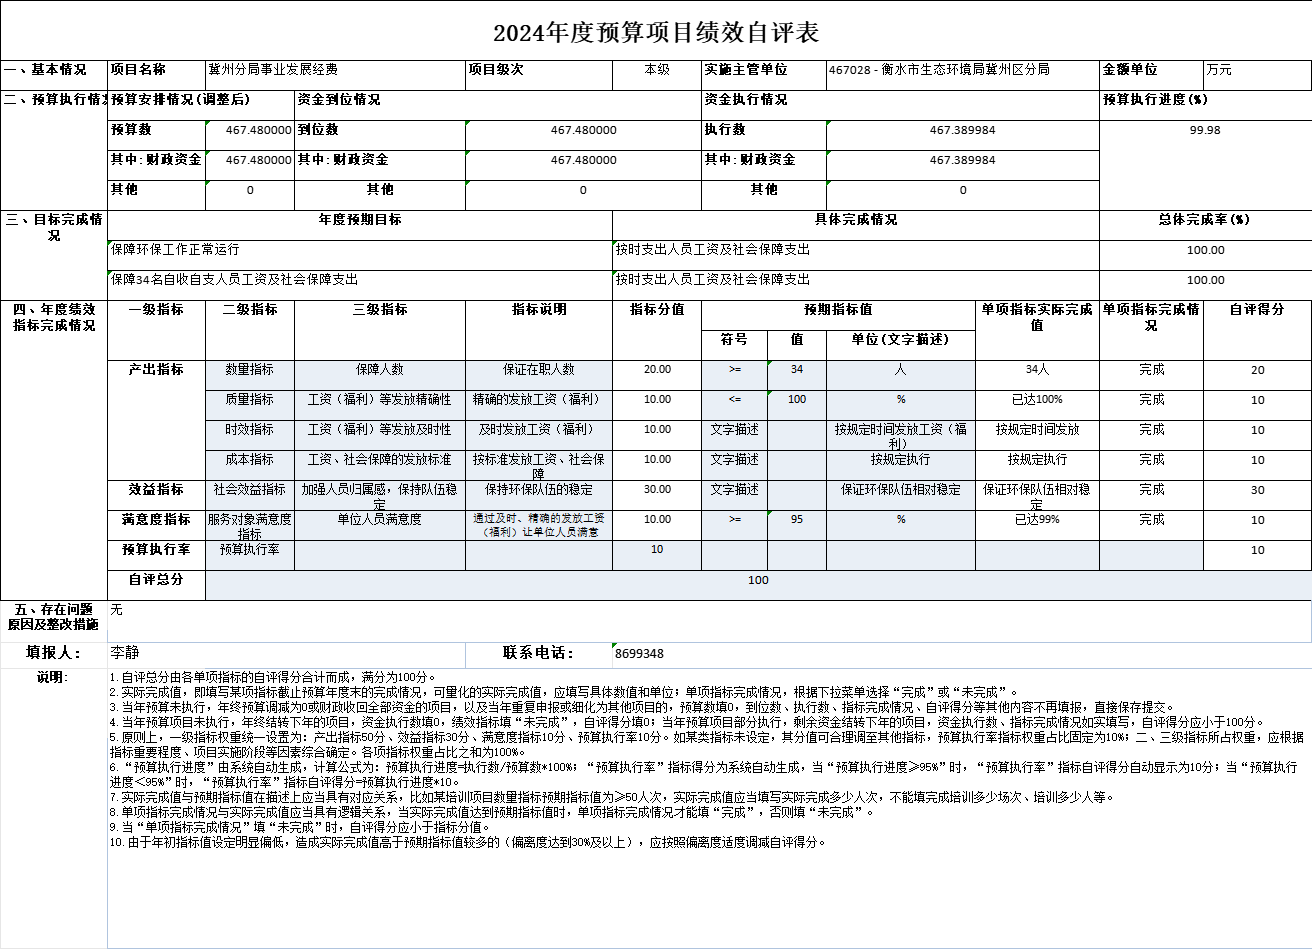 2024年度预算项目绩效自评表
一、基本情况 项目名称 冀州分局事业发展经费 项目级次 本级 实施主管单位 467028 - 衡水市生态环境局冀州区分局 金额单位 万元
二、预算执行情 预算安排情况(调整后) 资金到位情况 资金执行情况 预算执行进度(%)
预算数 467.480000 到位数 467.480000 执行数 467.389984 99.98
其中:财政资金 467.480000 其中:财政资金 467.480000 其中:财政资金 467.389984
其他 0 其他 0 其他 0
三、目标完成情况 年度预期目标 具体完成情况 总体完成率(%)
保障环保工作正常运行 按时支出人员工资及社会保障支出 100.00
保障34名自收自支人员工资及社会保障支出 按时支出人员工资及社会保障支出 100.00
四、年度绩效指标完成情况 一级指标 二级指标 三级指标 指标说明 指标分值 预期指标值 单项指标实际完成值 单项指标完成情况 自评得分
符号 值 单位(文字描述)
产出指标 数量指标 保障人数 保证在职人数 20.00 >= 34 人 34人 完成 20
质量指标 工资（福利）等发放精确性 精确的发放工资（福利） 10.00 <= 100 % 已达100% 完成 10
时效指标 工资（福利）等发放及时性 及时发放工资（福利） 10.00 文字描述 按规定时间发放工资（福利） 按规定时间发放 完成 10
成本指标 工资、社会保障的发放标准 按标准发放工资、社会保障 10.00 文字描述 按规定执行 按规定执行 完成 10
效益指标 社会效益指标 加强人员归属感，保持队伍稳定 保持环保队伍的稳定 30.00 文字描述 保证环保队伍相对稳定 保证环保队伍相对稳定 完成 30
满意度指标 服务对象满意度指标 单位人员满意度 通过及时、精确的发放工资（福利）让单位人员满意 10.00 >= 95 % 已达99% 完成 10
预算执行率 预算执行率 10 10
自评总分 100
五、存在问题原因及整改措施 无
填报人： 李静 联系电话： 8699348
说明:
1. 自评总分由各单项指标的自评得分合计而成，满分为100分。
2. 实际完成值，即填写某项指标截止预算年度末的完成情况，可量化的实际完成值，应填写具体数值和单位；单项指标完成情况，根据下拉菜单选择“完成”或“未完成”。
3. 当年预算未执行，年终预算调减为0或财政收回全部资金的项目，以及当年重复申报或细化为其他项目的，预算数填0，到位数、执行数、指标完成情况、自评得分等其他内容不再填报，直接保存提交。
4. 当年预算项目未执行，年终结转下年的项目，资金执行数填0，绩效指标填“未完成”，自评得分填0；当年预算项目部分执行，剩余资金结转下年的项目，资金执行数、指标完成情况如实填写，自评得分应小于100分。
5. 原则上，一级指标权重统一设置为：产出指标50分、效益指标30分、满意度指标10分、预算执行率10分。如某类指标未设定，其分值可合理调至其他指标，预算执行率指标权重占比固定为10%；二、三级指标所占权重，应根据
指标重要程度、项目实施阶段等因素综合确定。各项指标权重占比之和为100%。
6.“预算执行进度”由系统自动生成，计算公式为：预算执行进度=执行数/预算数*100%；“预算执行率”指标得分为系统自动生成，当“预算执行进度≥95%”时，“预算执行率”指标自评得分自动显示为10分；当“预算执行
进度＜95%”时，“预算执行率”指标自评得分=预算执行进度*10。
7. 实际完成值与预期指标值在描述上应当具有对应关系，比如某培训项目数量指标预期指标值为≥50人次，实际完成值应当填写实际完成多少人次，不能填完成培训多少场次、培训多少人等。
8. 单项指标完成情况与实际完成值应当具有逻辑关系，当实际完成值达到预期指标值时，单项指标完成情况才能填“完成”，否则填“未完成”。
9. 当“单项指标完成情况”填“未完成”时，自评得分应小于指标分值。
10. 由于年初指标值设定明显偏低，造成实际完成值高于预期指标值较多的（偏离度达到30%及以上），应按照偏离度适度调减自评得分。